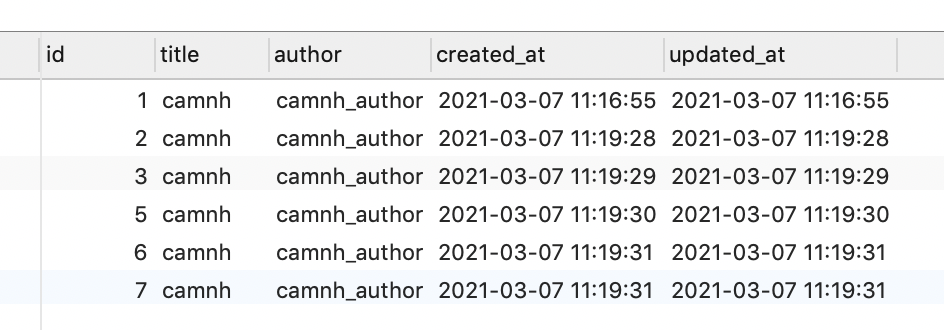 id title author created_at updated_at
1 camnh camnh_author 2021-03-07 11:16:55 2021-03-07 11:16:55
2 camnh camnh_author 2021-03-07 11:19:28 2021-03-07 11:19:28
3 camnh camnh_author 2021-03-07 11:19:29 2021-03-07 11:19:29
5 camnh camnh_author 2021-03-07 11:19:30 2021-03-07 11:19:30
6 camnh camnh_author 2021-03-07 11:19:31 2021-03-07 11:19:31
7 camnh camnh_author 2021-03-07 11:19:31 2021-03-07 11:19:31